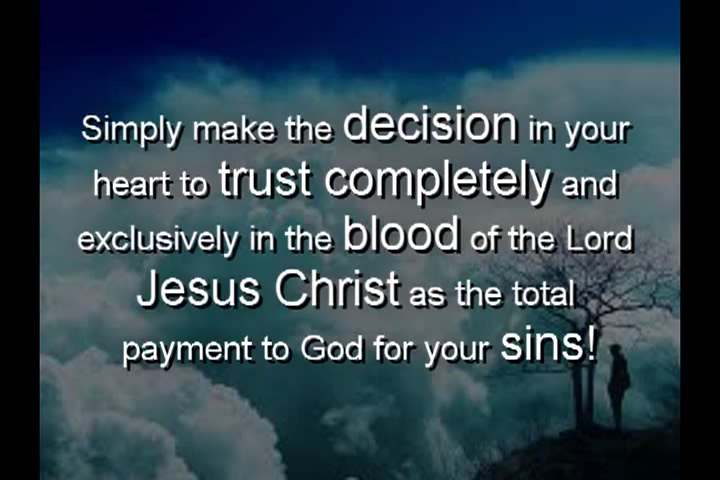 Simply make the decision in your
heart to trust completely and
exclusively in the blood of the Lord
Jesus Christ as the total
payment to God for your sins!